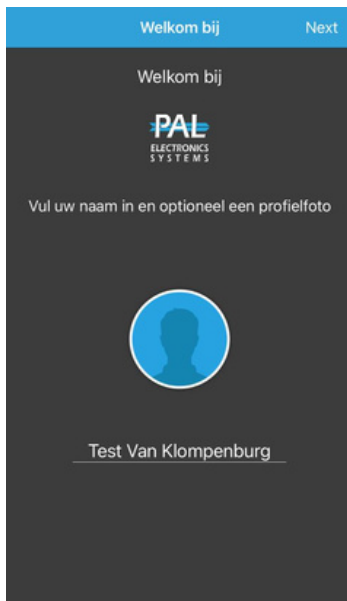 Welkom bij
Next
Welkom bij
PAL
ELECTRONICS
SYSTEMS
Vul uw naam in en optioneel een profielfoto
Test Van Klompenburg